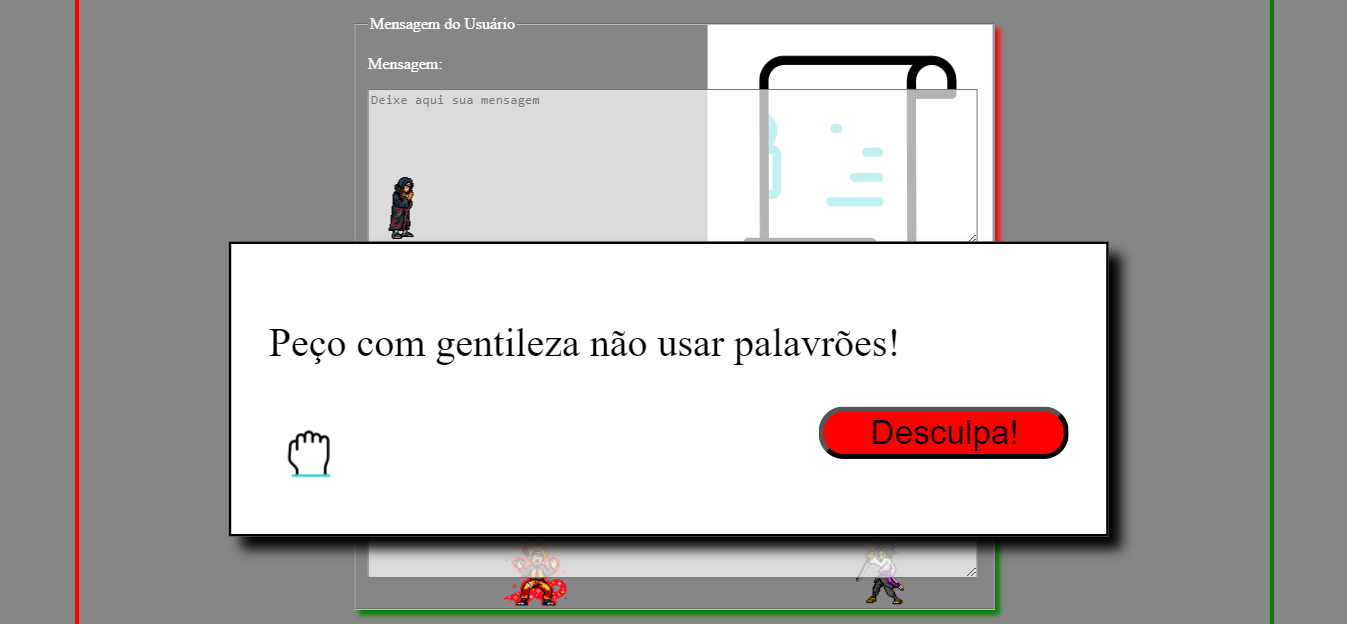 Mensagem do Usuário
Mensagem:
Deixe aqui sua mensagem
Peço com gentileza não usar palavrões!
Desculpa!